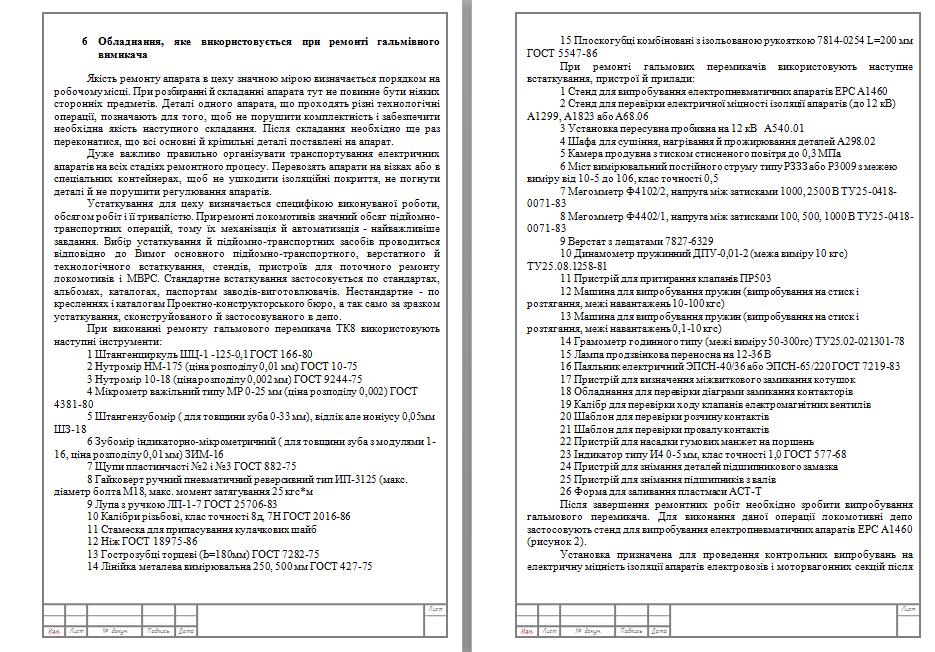 6 Обладнання, яке використовується при ремонті гальмівного
вимикача
Якість ремонту апарата в цеху значною мірою визначається порядком на
робочому місці. При розбиранні й складанні апарата тут не повинне бути ніяких
сторонніх предметів. Деталі одного апарата, що проходять різні технологічні
операції, позначають для того, щоб не порушити комплектність і забезпечити
необхідна якість наступного складання. Після складання необхідно ще раз
переконатися, що всі основні й кріпильні деталі поставлені на апарат.
Дуже важливо правильно організувати транспортування електричних
апаратів на всіх стадіях ремонтного процесу. Перевозять апарати на візках або в
спеціальних контейнерах, щоб не ушкодити ізоляційні покриття, не погнути
деталі й не порушити регулювання апаратів.
Устаткування для цеху визначається специфікою виконуваної роботи,
обсягом робіт і її тривалістю. Приремонті локомотивів значний обсяг підйомно-
транспортних операцій, тому їх механізація й автоматизація - найважливіше
завдання. Вибір устаткування й підйомно-транспортних засобів проводиться
відповідно до Вимог основного підйомно-транспортного, верстатного й
технологічного встаткування, стендів, пристроїв для поточного ремонту
локомотивів і МВРС. Стандартне встаткування застосовується по стандартах,
альбомах, каталогах, паспортам заводів-виготовлювачів. Нестандартне - по
кресленнях і каталогам Проектно-конструкторського бюро, а так само за зразком
устаткування, сконструйованого й застосовуваного в депо.
При виконанні ремонту гальмового перемикача ТК8 використовують
наступні інструменти:
1 Штангенциркуль ШЦ-1 -125-0,1 ГОСТ 166-80
2 Нутромір НМ-175 (ціна розподілу 0,01 мм) ГОСТ 10-75
3 Нутромір 10-18 (ціна розподілу 0,002 мм) ГОСТ 9244-75
4 Мікрометр важільний типу МР 0-25 мм (ціна розподілу 0,002) ГОСТ
4381-80
5 Штангензубомір ( для товщини зуба 0-33 мм), відлік але ноніусу 0,05мм
ШЗ-18
6 Зубомір індикаторно-мікрометричний ( для товщини зуба з модулями 1-
16, ціна розподілу 0,01 мм) ЗИМ-16
7 Щупи пластинчасті №2 і №3 ГОСТ 882-75
8 Гайковерт ручний пневматичний реверсивний тип ИП-3125 (макс.
діаметр болта М18, макс. момент затягування 25 кгс*м
9 Лупа з ручкою ЛП-1-7 ГОСТ 25706-83
10 Калібри різьбові, клас точності 8д, 7Н ГОСТ 2016-86
11 Стамеска для припасування кулачкових шайб
12 Ніж ГОСТ 18975-86
13 Гострозубці торцеві (Ь=180мм) ГОСТ 7282-75
14 Лінійка металева вимірювальна 250, 500 мм ГОСТ 427-75
Изм. Лист № докум. Подпись Дата
Лист
15 Плоскогубці комбіновані з ізольованою рукояткою 7814-0254 L=200 мм
ГОСТ 5547-86
При ремонті гальмових перемикачів використовують наступне
встаткування, пристрої й прилади:
1 Стенд для випробування електропневматичних апаратів ЕРС А1460
2 Стенд для перевірки електричної міцності ізоляції апаратів (до 12 кВ)
А1299, А1823 або А68.06
3 Установка пересувна пробивна на 12 кВ А540.01
4 Шафа для сушіння, нагрівання й прожирювання деталей А298.02
5 Камера продувна з тиском стисненого повітря до 0,3 МПа
6 Міст вимірювальний постійного струму типу Р333 або Р3009 з межею
виміру від 10-5 до 106, клас точності 0,5
7 Мегомметр Ф4102/2, напруга між затисками 1000, 2500 В ТУ25-0418-
0071-83
8 Мегомметр Ф4402/1, напруга між затисками 100, 500, 1000 В ТУ25-0418-
0071-83
9 Верстат з лещатами 7827-6329
10 Динамометр пружинний ДПУ-0,01-2 (межа виміру 10 кгс)
ТУ25.08.1258-81
11 Пристрій для притирання клапанів ПР503
12 Машина для випробування пружин (випробування на стиск і
розтягання, межі навантажень 10-100 кгс)
13 Машина для випробування пружин (випробування на стиск і
розтягання, межі навантажень 0,1-10 кгс)
14 Грамометр годинного типу (межі виміру 50-300гс) ТУ25.02-021301-78
15 Лампа продзвінкова переносна на 12-36 В
16 Паяльник електричний ЭПСН-40/36 або ЭПСН-65/220 ГОСТ 7219-83
17 Пристрій для визначення міжвиткового замикання котушок
18 Обладнання для перевірки діаграми замикання контакторів
19 Калібр для перевірки ходу клапанів електромагнітних вентилів
20 Шаблон для перевірки розчину контактів
21 Шаблон для перевірки провалу контактів
22 Пристрій для насадки гумових манжет на поршень
23 Індикатор типу И4 0-5 мм, клас точності 1,0 ГОСТ 577-68
24 Пристрій для знімання деталей підшипникового замазка
25 Пристрій для знімання підшипників з валів
26 Форма для заливання пластмаси АСТ-Т
Після завершення ремонтних робіт необхідно зробити випробування
гальмового перемикача. Для виконання даної операції локомотивні депо
застосовують стенд для випробування електропневматичних апаратів ЕРС А1460
(рисунок 2).
Установка призначена для проведення контрольних випробувань на
електричну міцність ізоляції апаратів електровозів і моторвагонних секцій після
Изм. Лист № докум. Подпись Дата
Лист